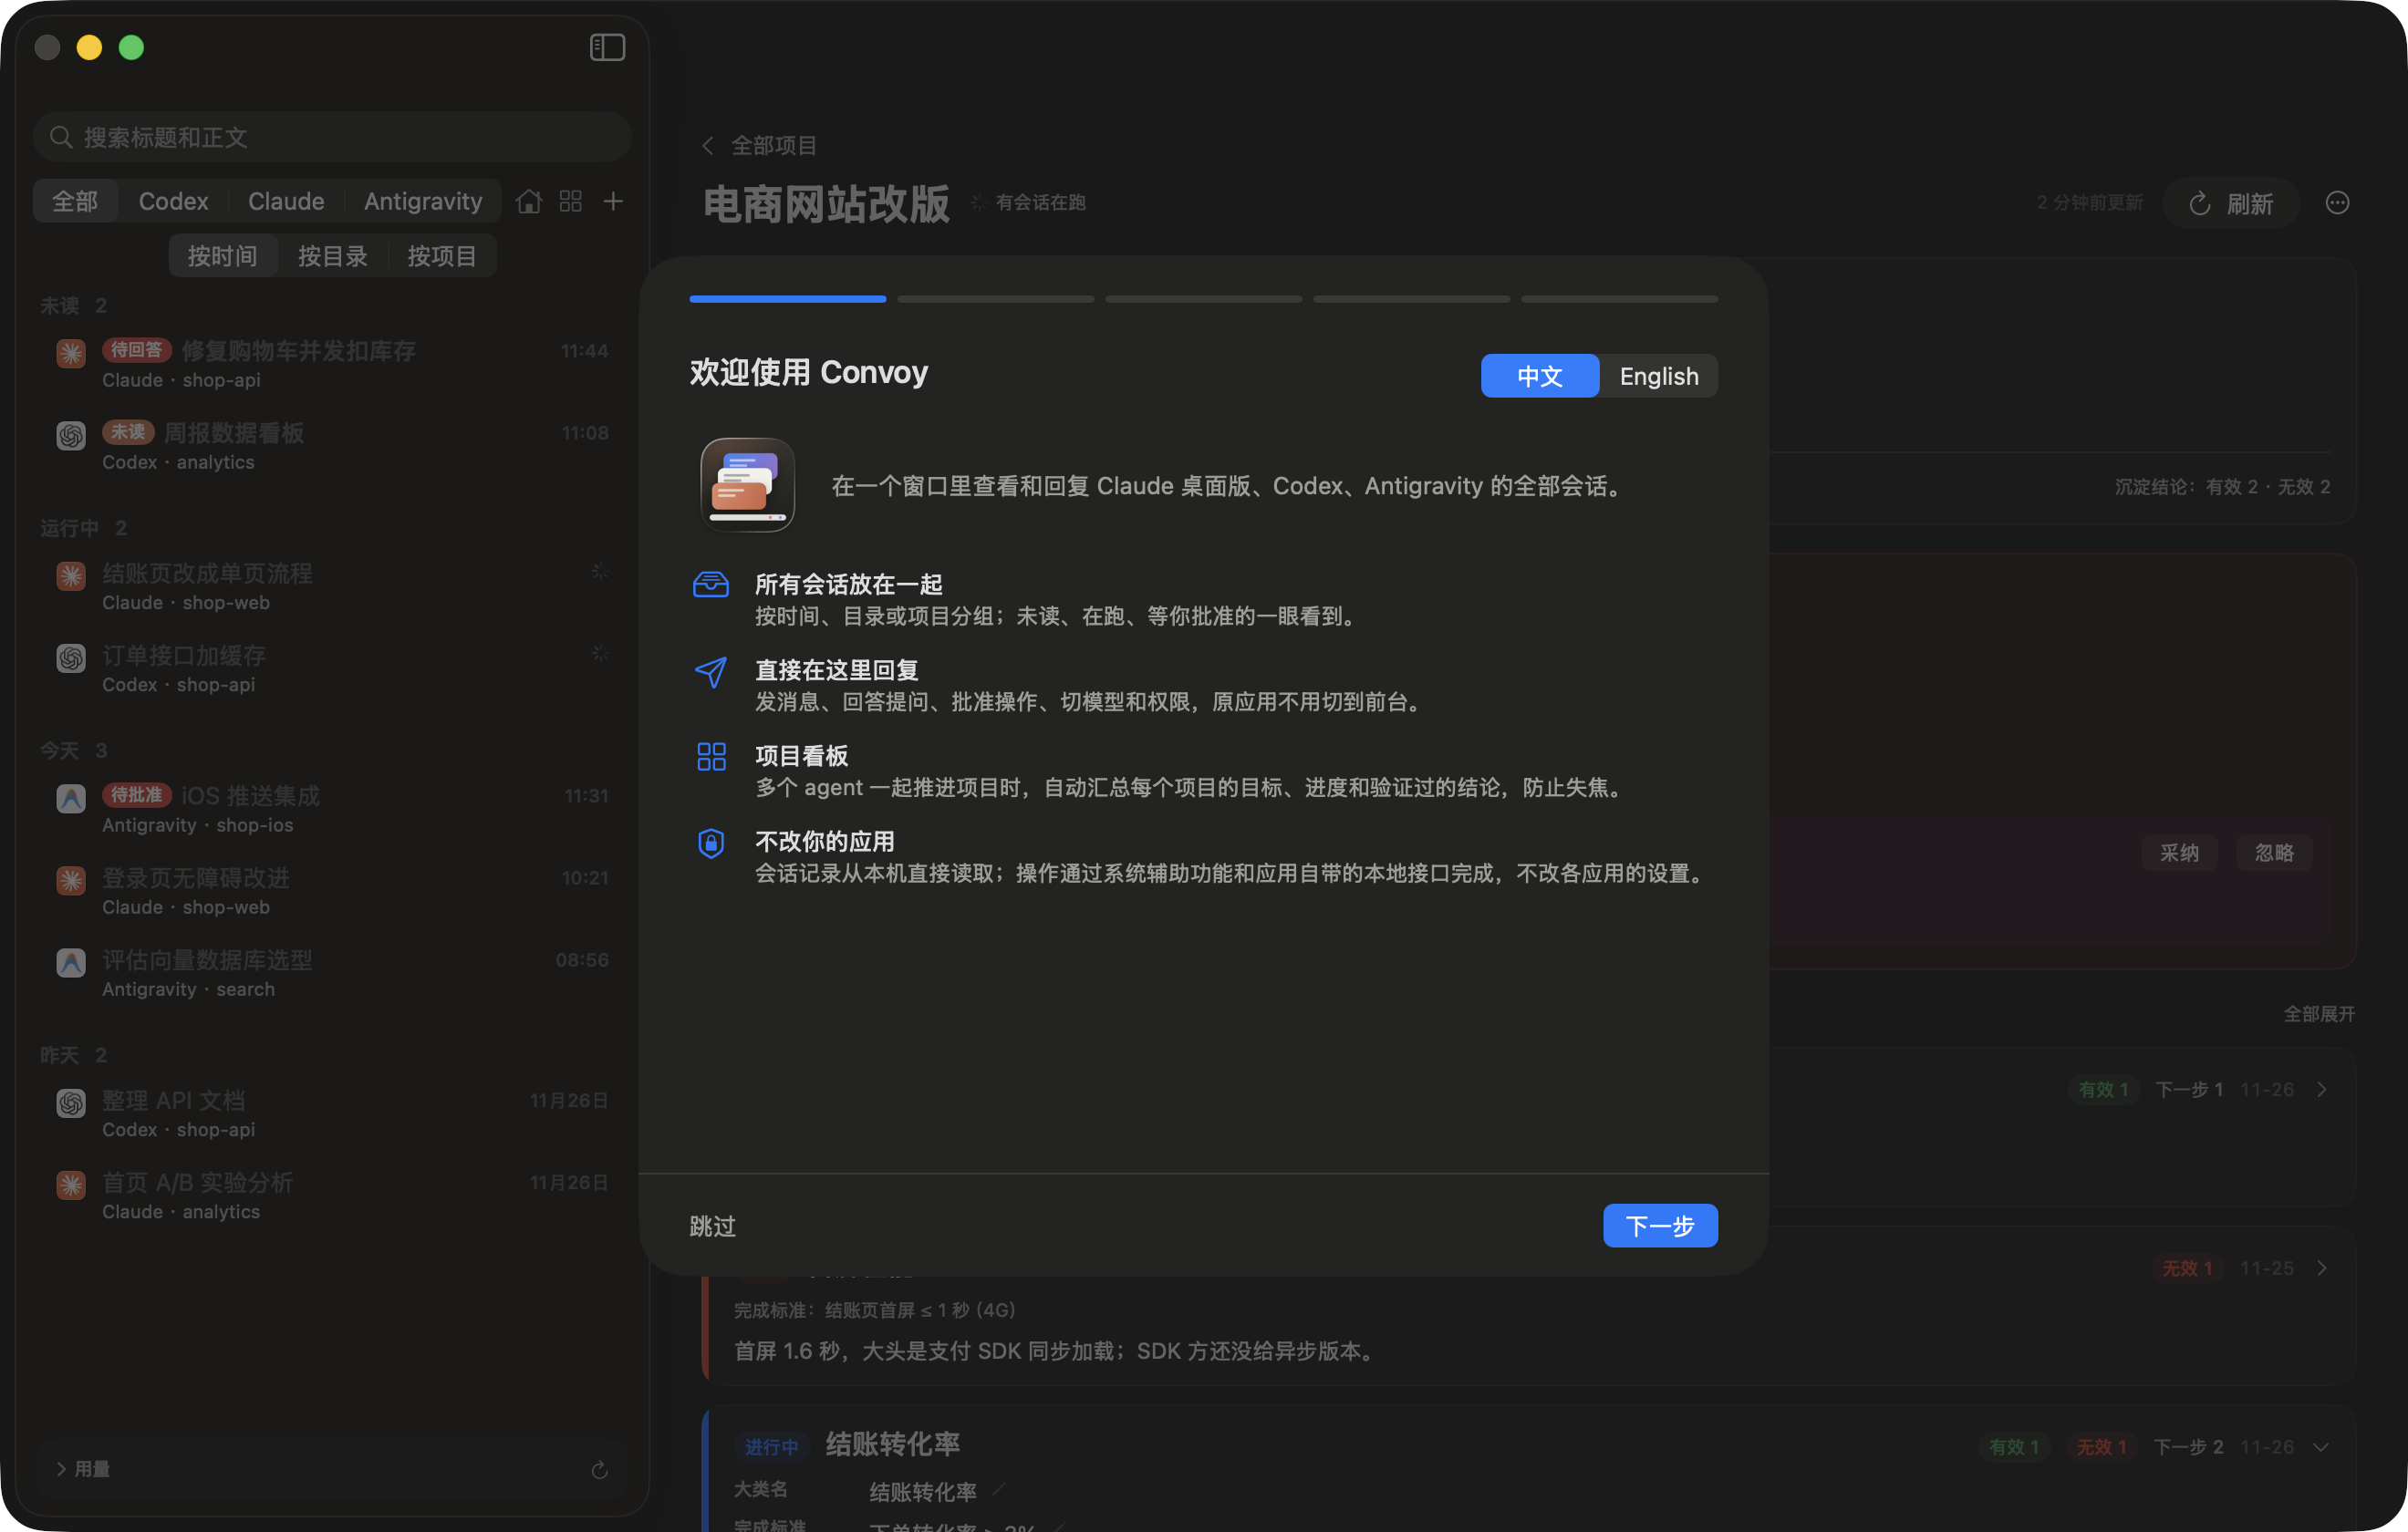 搜索标题和正文
全部 Codex Claude Antigravity
按时间 按目录 按项目
未读 2
待回答 修复购物车并发扣库存 11:44
Claude · shop-api
未读 周报数据看板 11:08
Codex · analytics
运行中 2
结账页改成单页流程
Claude · shop-web
订单接口加缓存
Codex · shop-api
今天 3
待批准 iOS 推送集成 11:31
Antigravity · shop-ios
登录页无障碍改进 10:21
Claude · shop-web
评估向量数据库选型 08:56
Antigravity · search
昨天 2
整理 API 文档 11月26日
Codex · shop-api
首页 A/B 实验分析 11月26日
Claude · analytics
用量
全部项目
电商网站改版 有会话在跑 2 分钟前更新 刷新
沉淀结论：有效 2 · 无效 2
欢迎使用 Convoy 中文 English
在一个窗口里查看和回复 Claude 桌面版、Codex、Antigravity 的全部会话。
所有会话放在一起
按时间、目录或项目分组；未读、在跑、等你批准的一眼看到。
直接在这里回复
发消息、回答提问、批准操作、切模型和权限，原应用不用切到前台。
项目看板
多个 agent 一起推进项目时，自动汇总每个项目的目标、进度和验证过的结论，防止失焦。
不改你的应用
会话记录从本机直接读取；操作通过系统辅助功能和应用自带的本地接口完成，不改各应用的设置。
跳过 下一步
采纳 忽略
全部展开
有效 1 下一步 1 11-26
无效 1 11-25
完成标准：结账页首屏 ≤ 1 秒 (4G)
首屏 1.6 秒，大头是支付 SDK 同步加载；SDK 方还没给异步版本。
进行中 结账转化率 有效 1 无效 1 下一步 2 11-26
大类名 结账转化率
完成标准